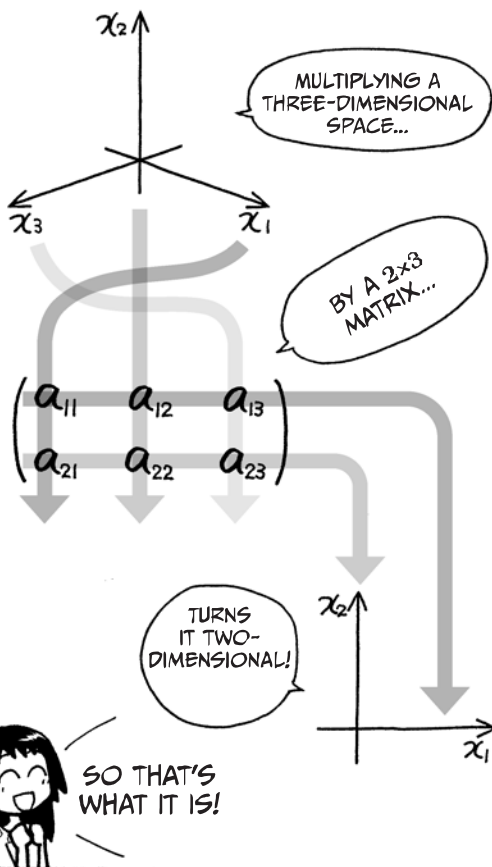 x₂
MULTIPLYING A
THREE-DIMENSIONAL
SPACE...
x₃
x₁
BY A 2×3
MATRIX...
a₁₁ a₁₂ a₁₃
a₂₁ a₂₂ a₂₃
TURNS
IT TWO-
DIMENSIONAL!
x₂
x₁
SO THAT'S
WHAT IT IS!